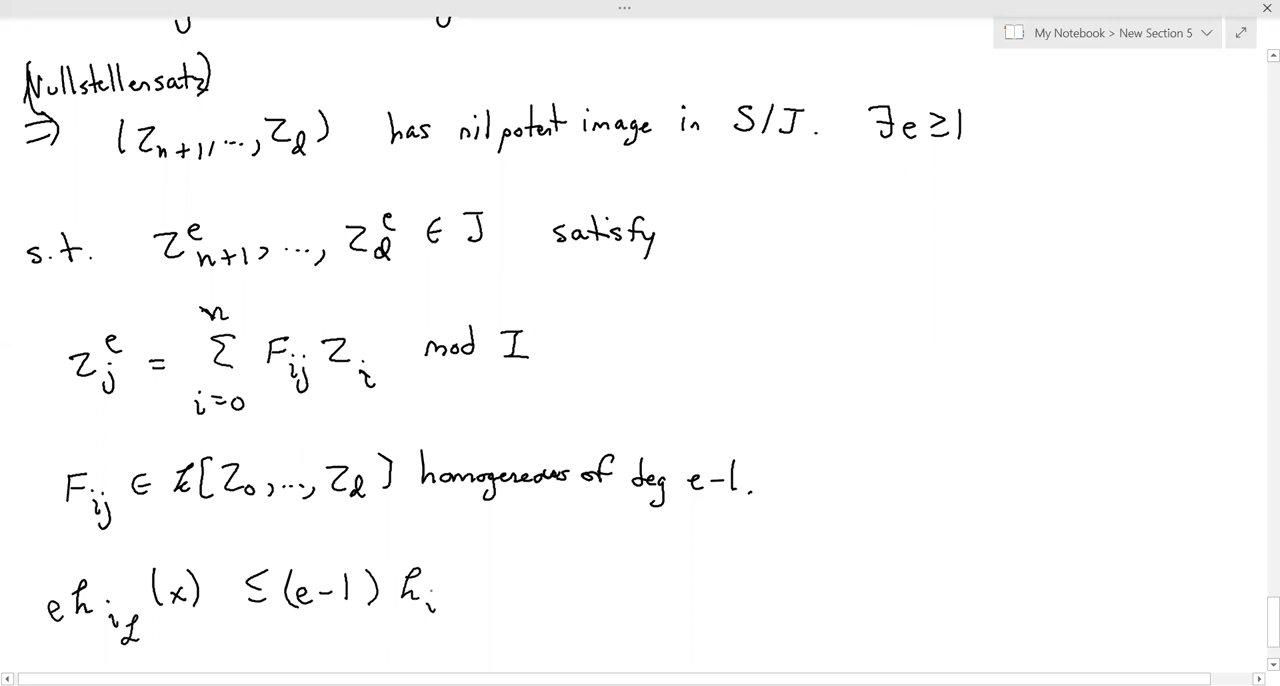 My Notebook > New Section 5
(Nullstellensatz)
⇒ (Z_{n+1}, ..., Z_d) has nilpotent image in S/J. ∃e ≥ 1
s.t. Z^e_{n+1}, ..., Z^e_d ∈ J satisfy
Z_j^e = Σ_{i=0}^{n} F_{ij} Z_i mod I
F_{ij} ∈ k[Z_0, ..., Z_d] homogeneous of deg e-1.
e h_{i_L}(x) ≤ (e-1) h_i